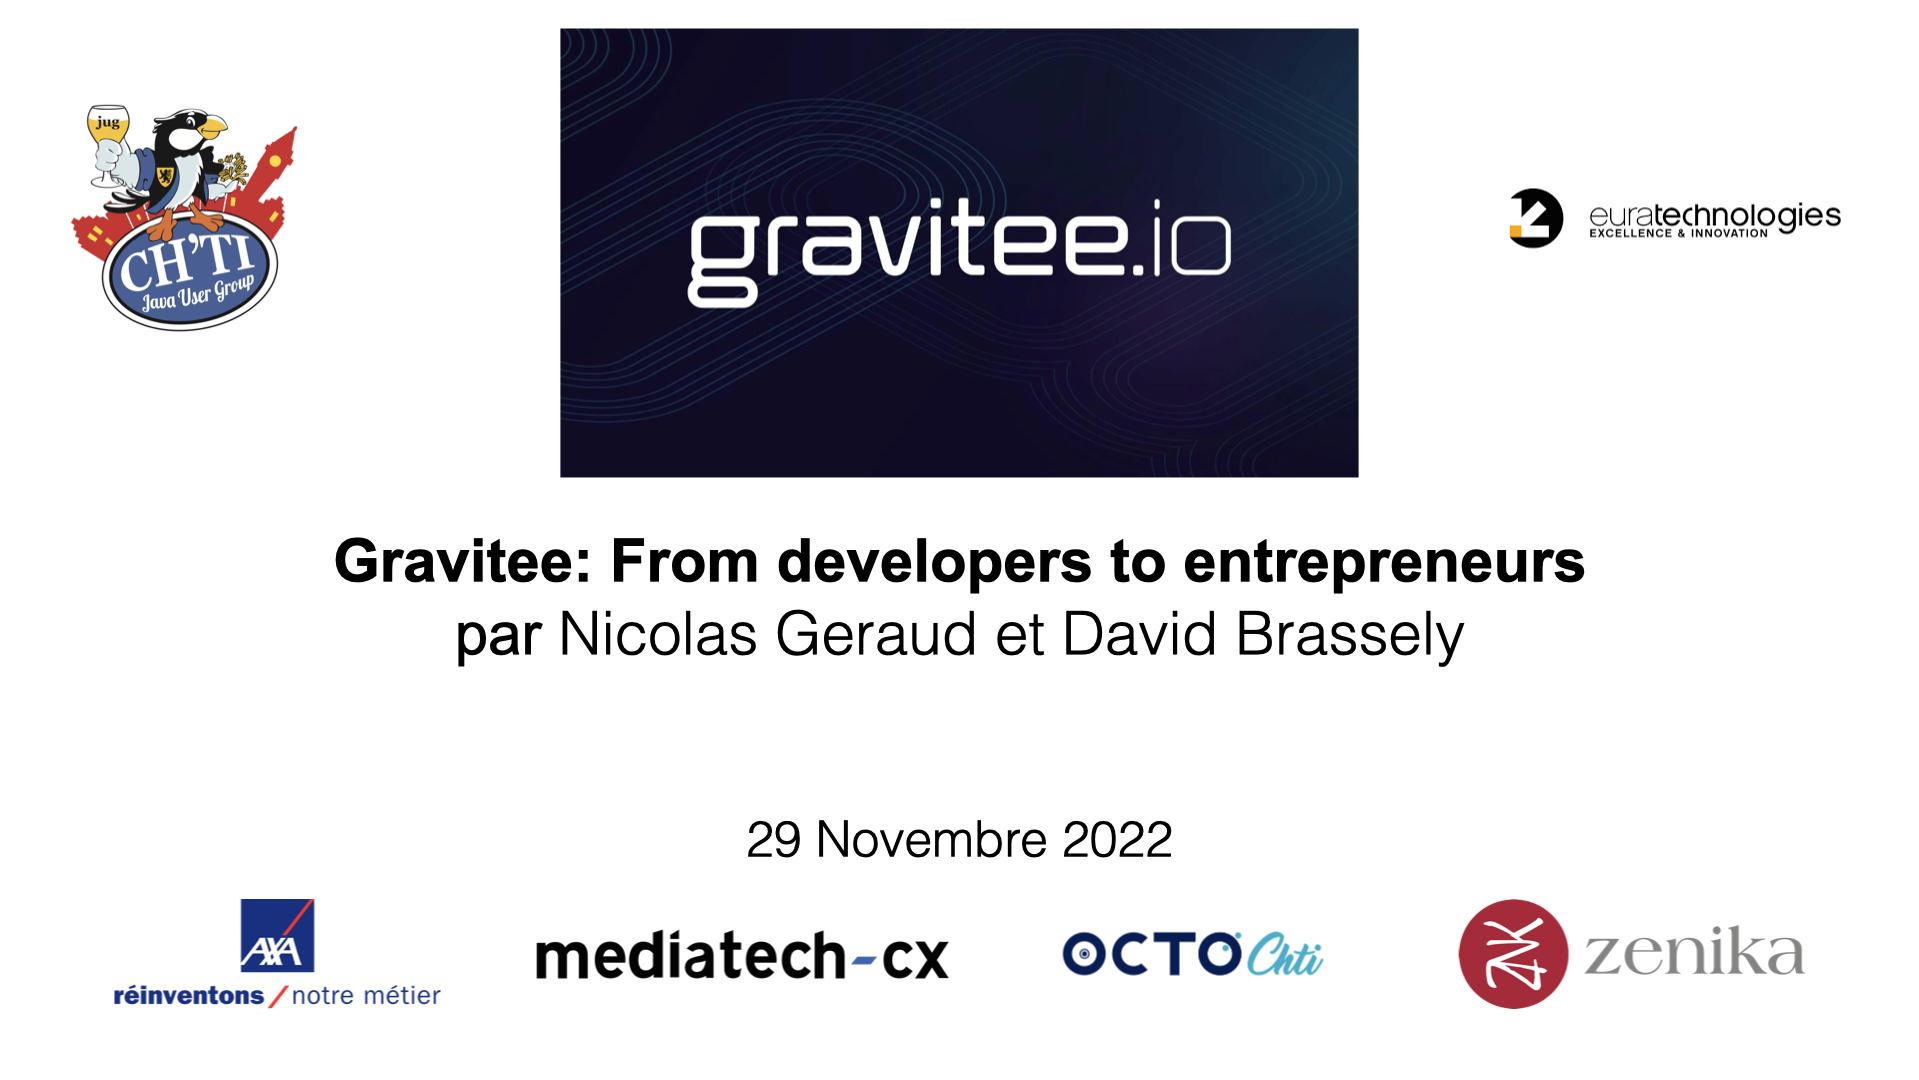 jug
CH'TI
Java User Group
gravitee.io
euratechnologies
EXCELLENCE & INNOVATION
Gravitee: From developers to entrepreneurs
par Nicolas Geraud et David Brassely
29 Novembre 2022
AXA
réinventons / notre métier
mediatech-cx
OCTO Chti
zenika